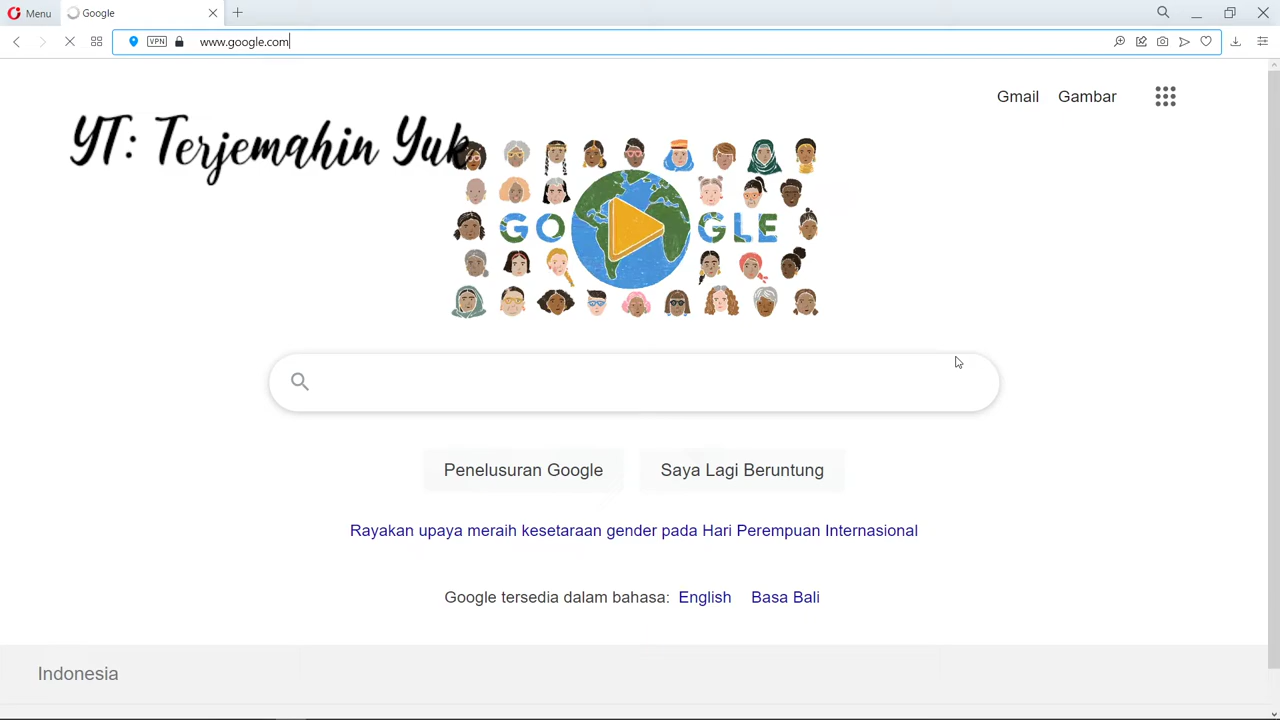 Menu Google
VPN www.google.com
Gmail Gambar
YT: Terjemahin Yuk
GO GLE
Penelusuran Google Saya Lagi Beruntung
Rayakan upaya meraih kesetaraan gender pada Hari Perempuan Internasional
Google tersedia dalam bahasa: English Basa Bali
Indonesia